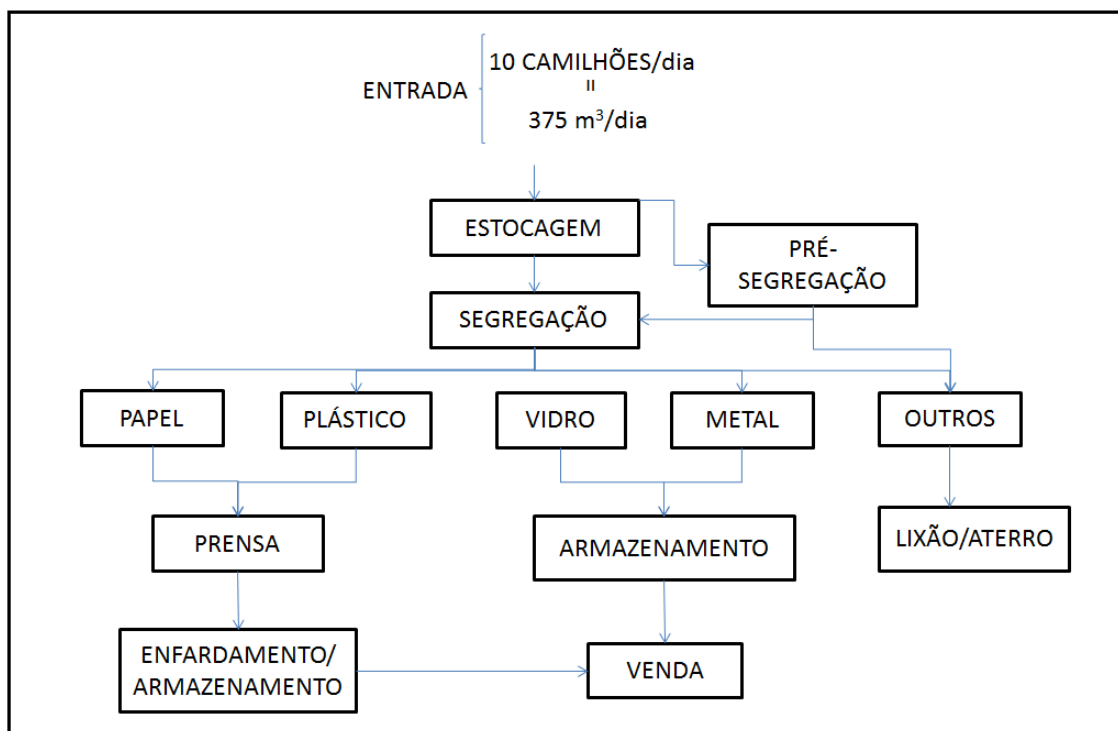 10 CAMILHÕES/dia
ENTRADA
=
375 m³/dia
ESTOCAGEM
PRÉ-
SEGREGAÇÃO
SEGREGAÇÃO
PAPEL
PLÁSTICO
VIDRO
METAL
OUTROS
PRENSA
ARMAZENAMENTO
LIXÃO/ATERRO
ENFARDAMENTO/
ARMAZENAMENTO
VENDA